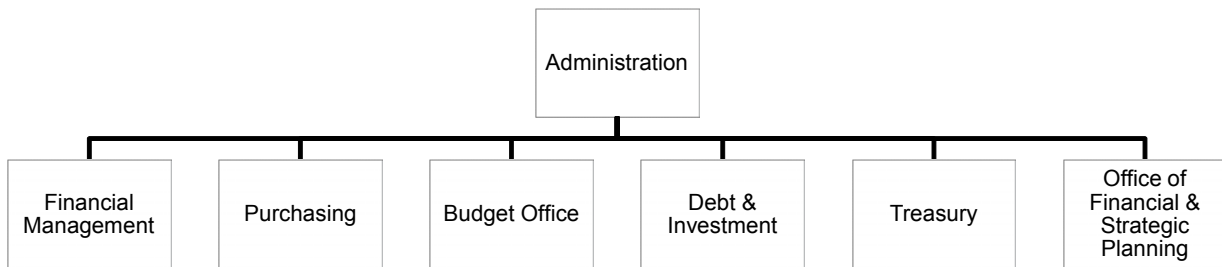 Administration
Financial
Management
Purchasing
Budget Office
Debt &
Investment
Treasury
Office of
Financial &
Strategic
Planning